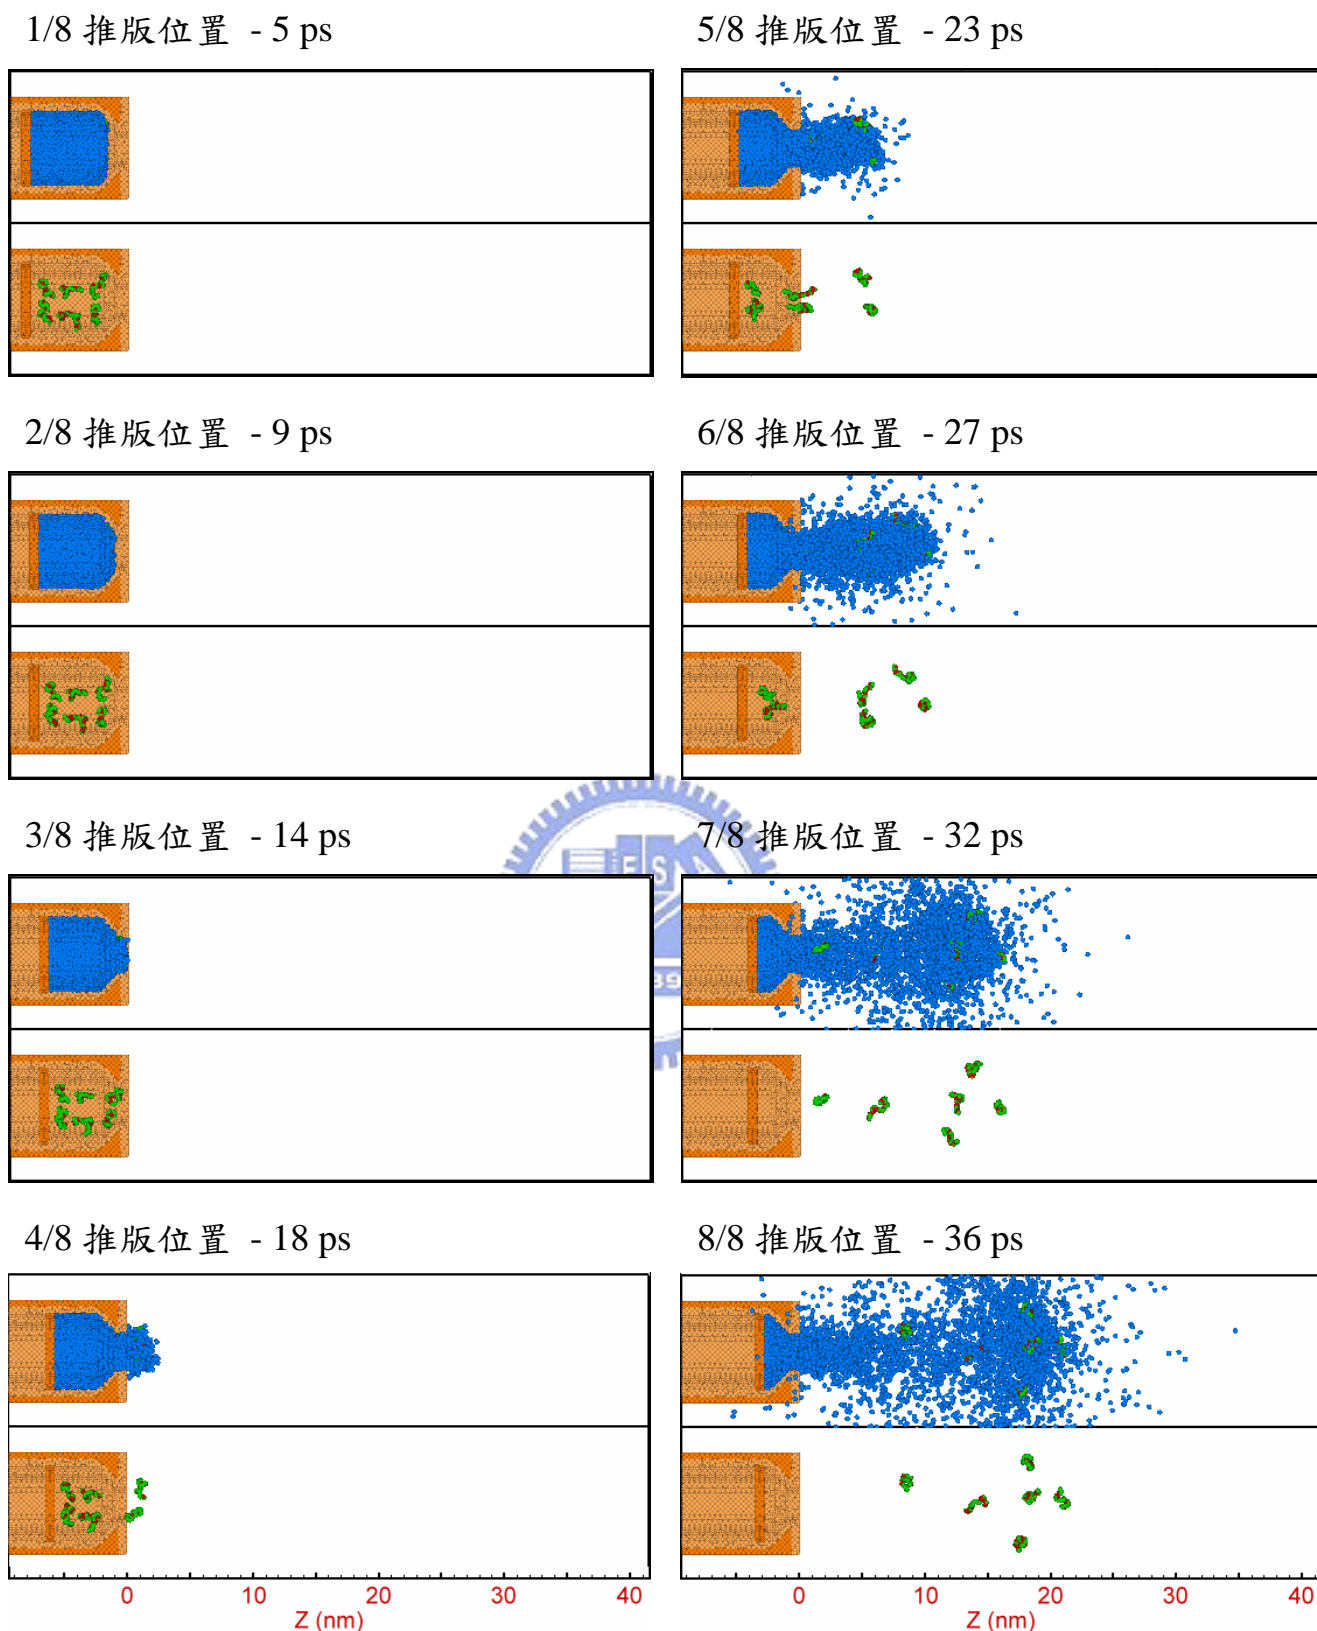 1/8 推版位置 - 5 ps
2/8 推版位置 - 9 ps
3/8 推版位置 - 14 ps
4/8 推版位置 - 18 ps
0 10 20 30 40
Z (nm)
5/8 推版位置 - 23 ps
6/8 推版位置 - 27 ps
7/8 推版位置 - 32 ps
8/8 推版位置 - 36 ps
0 10 20 30 40
Z (nm)